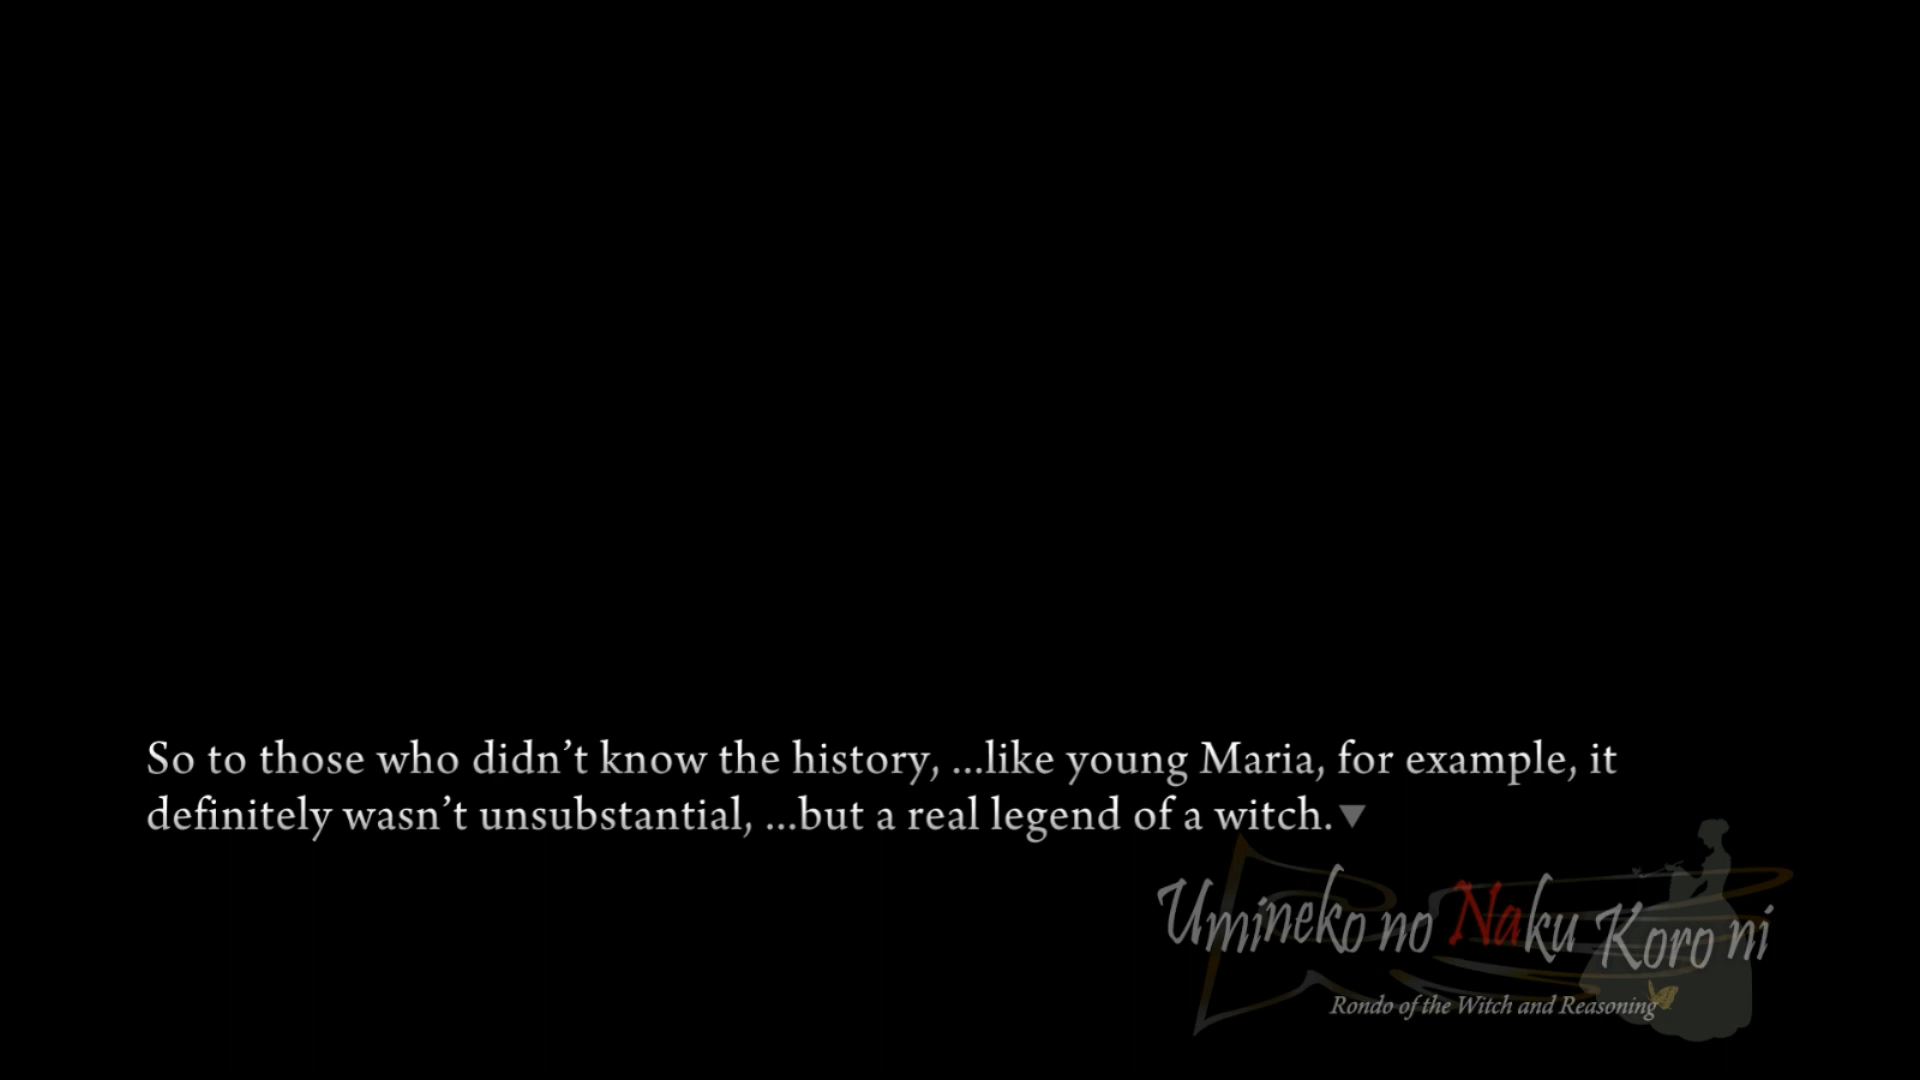 So to those who didn’t know the history, ...like young Maria, for example, it
definitely wasn’t unsubstantial, ...but a real legend of a witch.
Umineko no Naku Koro ni
Rondo of the Witch and Reasoning